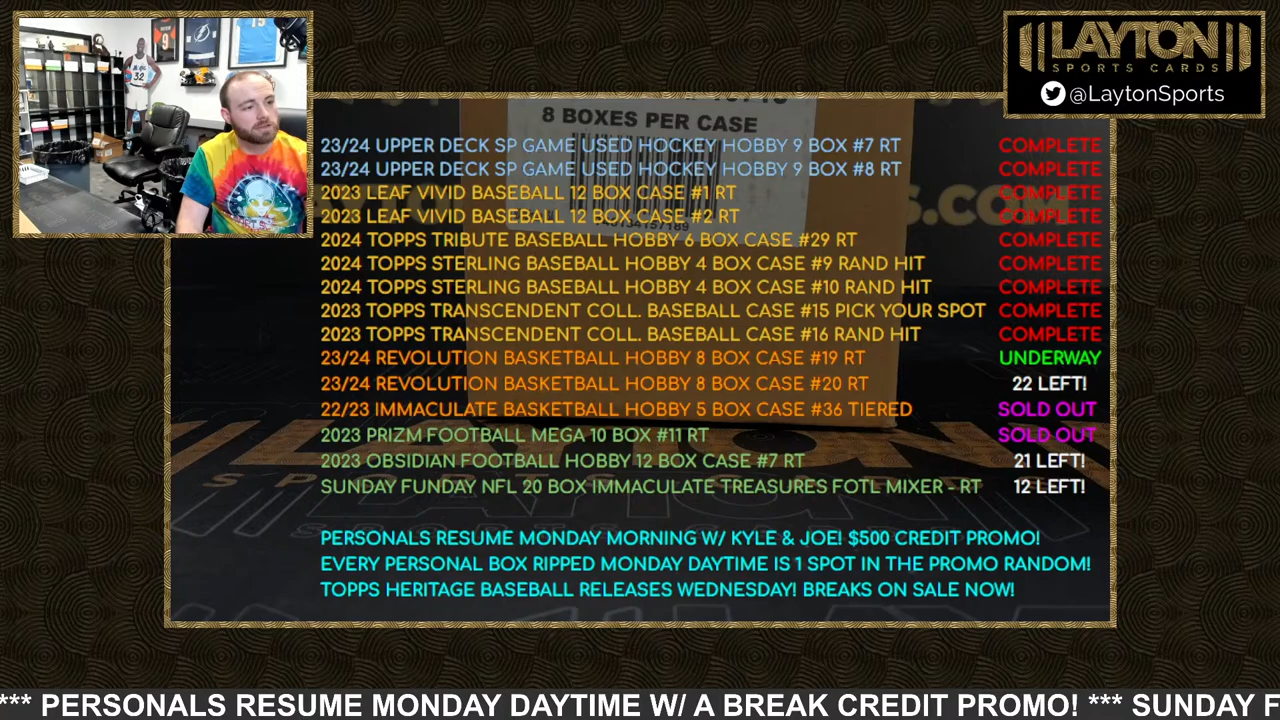 LAYTON
SPORTS CARDS
@LaytonSports
8 BOXES PER CASE
23/24 UPPER DECK SP GAME USED HOCKEY HOBBY 9 BOX #7 RT COMPLETE
23/24 UPPER DECK SP GAME USED HOCKEY HOBBY 9 BOX #8 RT COMPLETE
2023 LEAF VIVID BASEBALL 12 BOX CASE #1 RT COMPLETE
2023 LEAF VIVID BASEBALL 12 BOX CASE #2 RT COMPLETE
2024 TOPPS TRIBUTE BASEBALL HOBBY 6 BOX CASE #29 RT COMPLETE
2024 TOPPS STERLING BASEBALL HOBBY 4 BOX CASE #9 RAND HIT COMPLETE
2024 TOPPS STERLING BASEBALL HOBBY 4 BOX CASE #10 RAND HIT COMPLETE
2023 TOPPS TRANSCENDENT COLL. BASEBALL CASE #15 PICK YOUR SPOT COMPLETE
2023 TOPPS TRANSCENDENT COLL. BASEBALL CASE #16 RAND HIT COMPLETE
23/24 REVOLUTION BASKETBALL HOBBY 8 BOX CASE #19 RT UNDERWAY
23/24 REVOLUTION BASKETBALL HOBBY 8 BOX CASE #20 RT 22 LEFT!
22/23 IMMACULATE BASKETBALL HOBBY 5 BOX CASE #36 TIERED SOLD OUT
2023 PRIZM FOOTBALL MEGA 10 BOX #11 RT SOLD OUT
2023 OBSIDIAN FOOTBALL HOBBY 12 BOX CASE #7 RT 21 LEFT!
SUNDAY FUNDAY NFL 20 BOX IMMACULATE TREASURES FOTL MIXER - RT 12 LEFT!
PERSONALS RESUME MONDAY MORNING W/ KYLE & JOE! $500 CREDIT PROMO!
EVERY PERSONAL BOX RIPPED MONDAY DAYTIME IS 1 SPOT IN THE PROMO RANDOM!
TOPPS HERITAGE BASEBALL RELEASES WEDNESDAY! BREAKS ON SALE NOW!
*** PERSONALS RESUME MONDAY DAYTIME W/ A BREAK CREDIT PROMO! *** SUNDAY F